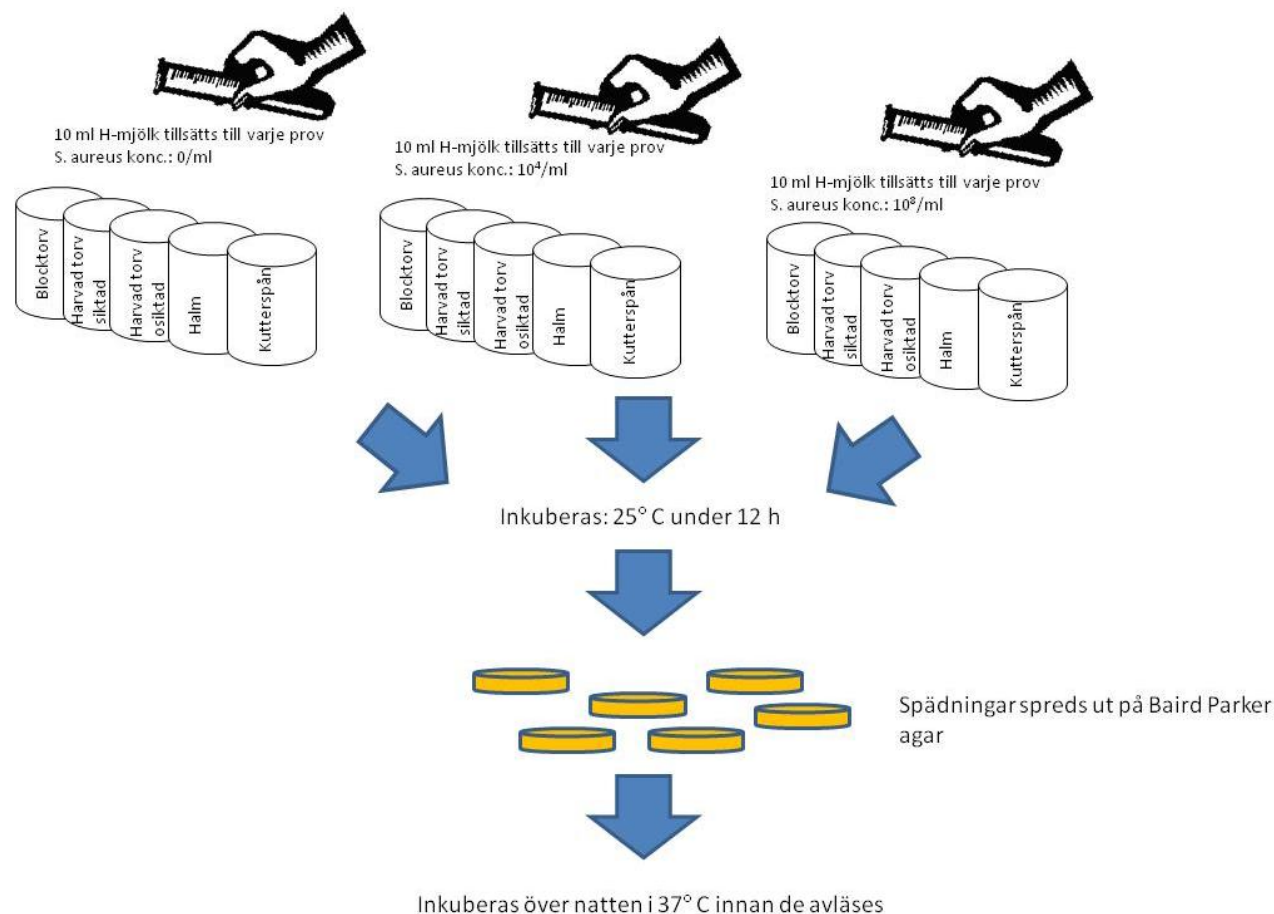 10 ml H-mjölk tillsätts till varje prov
S. aureus konc.: 0/ml
10 ml H-mjölk tillsätts till varje prov
S. aureus konc.: 10⁴/ml
10 ml H-mjölk tillsätts till varje prov
S. aureus konc.: 10⁸/ml
Blocktorv
Harvad torv
siktad
Harvad torv
osiktad
Halm
Kutterspån
Blocktorv
Harvad torv
siktad
Harvad torv
osiktad
Halm
Kutterspån
Blocktorv
Harvad torv
siktad
Harvad torv
osiktad
Halm
Kutterspån
Inkuberas: 25° C under 12 h
Spädningar spreds ut på Baird Parker
agar
Inkuberas över natten i 37° C innan de avläses